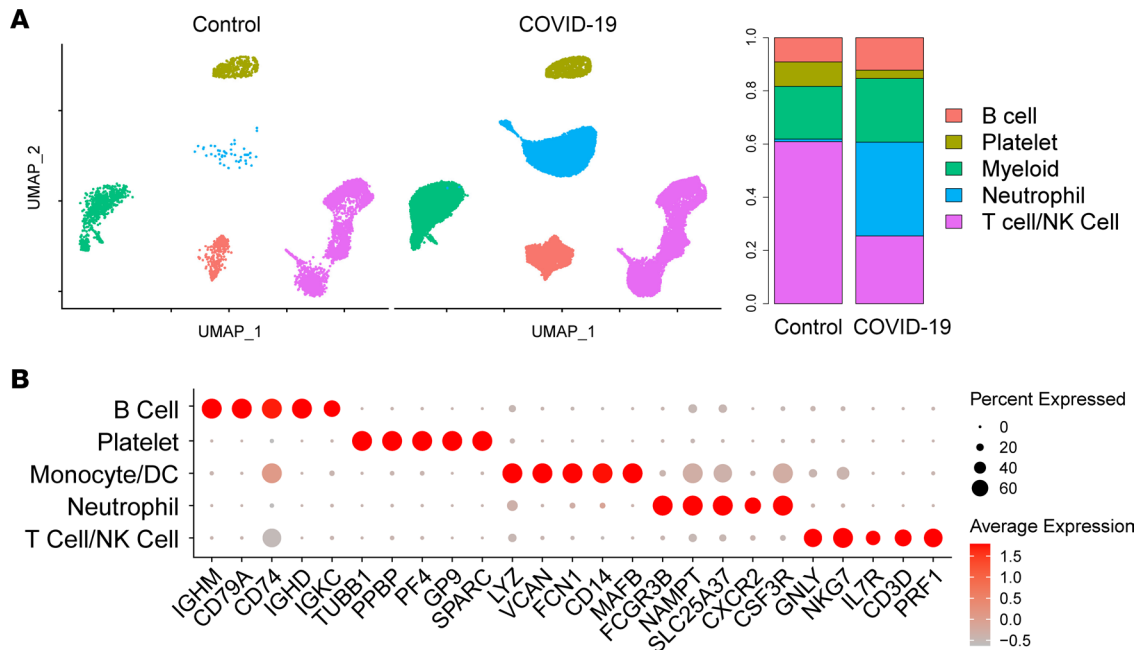 A
Control
COVID-19
UMAP_2
UMAP_1
UMAP_1
1.0
0.8
0.6
0.4
0.2
0.0
Control
COVID-19
B cell
Platelet
Myeloid
Neutrophil
T cell/NK Cell
B
B Cell
Platelet
Monocyte/DC
Neutrophil
T Cell/NK Cell
IGHM
CD79A
CD74
IGHD
IGKC
TUBB1
PPBP
PF4
GP9
SPARC
LYZ
VCAN
FCN1
CD14
MAFB
FCGR3B
NAMPT
SLC25A37
CXCR2
CSF3R
GNLY
NKG7
IL7R
CD3D
PRF1
Percent Expressed
0
20
40
60
Average Expression
1.5
1.0
0.5
0.0
−0.5